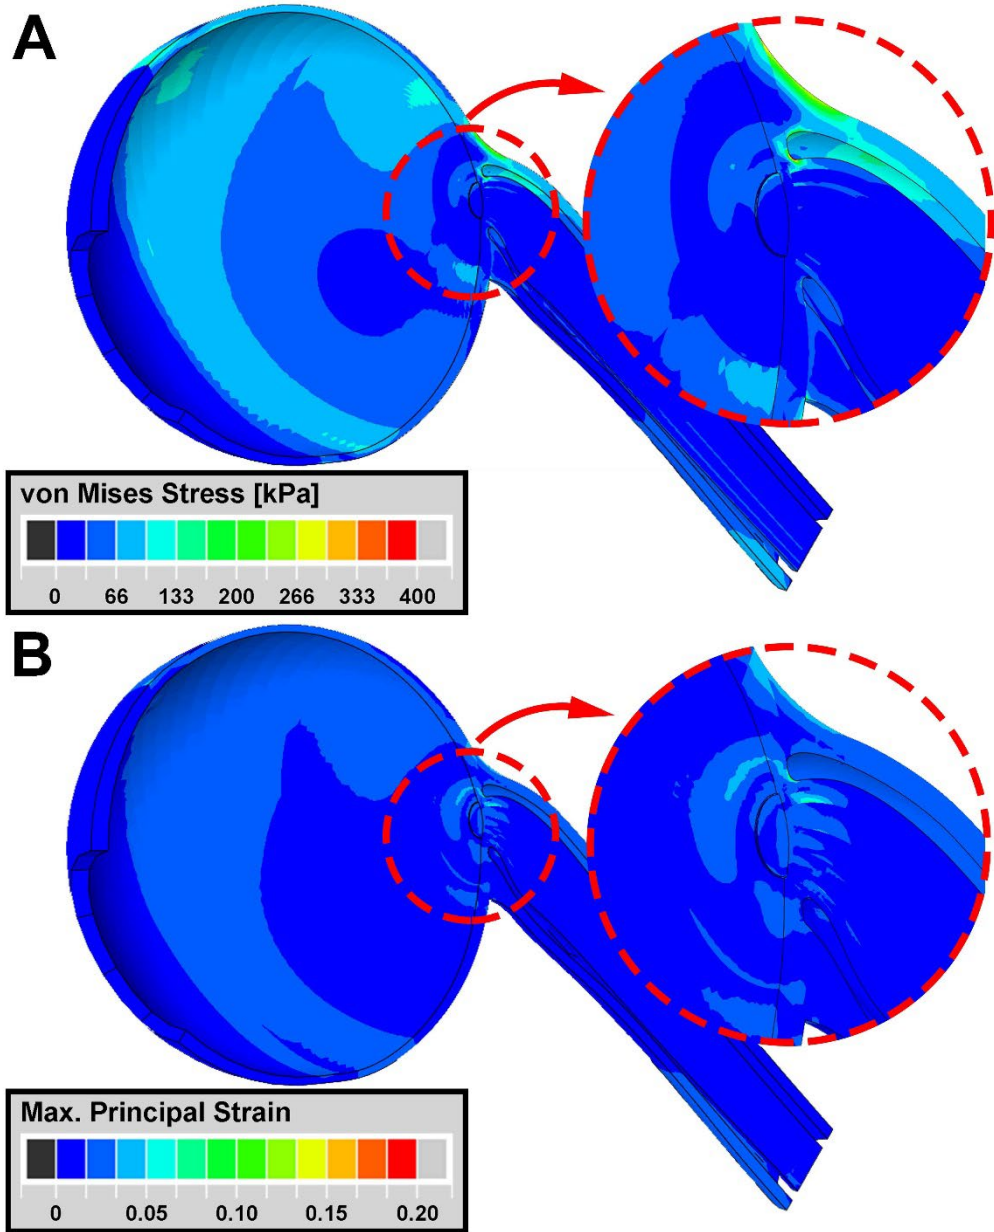 A
von Mises Stress [kPa]
0 66 133 200 266 333 400
B
Max. Principal Strain
0 0.05 0.10 0.15 0.20